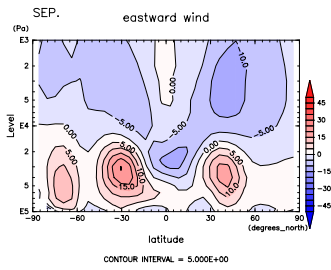 SEP.
eastward wind
(Pa)
E3
2
5
E4
2
5
E5
Level
-90 -60 -30 0 30 60 90
(degrees_north)
latitude
0.00
-10.0
-5.00
-5.00
-5.00
0.00
5.00
0.00
5.00
5.00
10.0
15.0
10.0
45
35
25
15
5
-5
-15
-25
-35
-45
CONTOUR INTERVAL = 5.000E+00